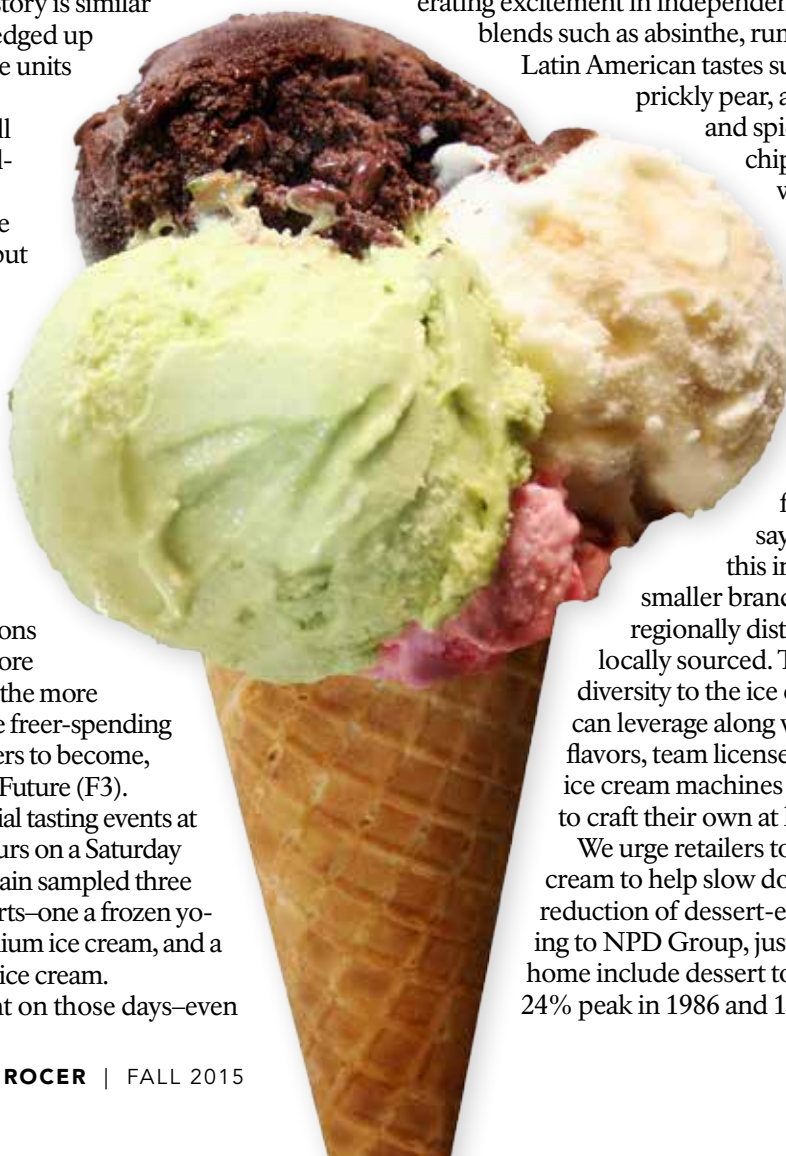 story is similar
edged up
e units
ll
l-
e
out
ons
ore
the more
e freer-spending
ers to become,
Future (F3).
ial tasting events at
urs on a Saturday
ain sampled three
rts–one a frozen yo-
ium ice cream, and a
ice cream.
nt on those days–even
erating excitement in independen
blends such as absinthe, rum
Latin American tastes su
prickly pear, a
and spic
chip
w
f
say
this in
smaller brand
regionally dist
locally sourced. T
diversity to the ice c
can leverage along w
flavors, team license
ice cream machines
to craft their own at h
We urge retailers to
cream to help slow do
reduction of dessert-e
ing to NPD Group, jus
home include dessert to
24% peak in 1986 and 1
ROCER | FALL 2015